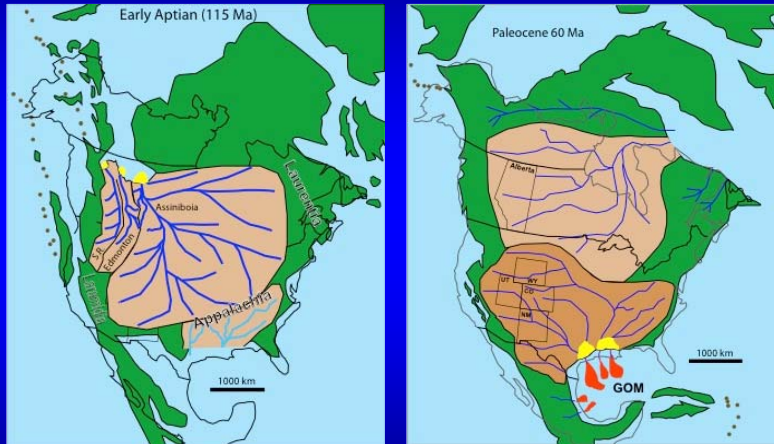 Early Aptian (115 Ma)
Laurentia
Assiniboia
S.R.
Edmonton
Laramidia
Appalachia
1000 km
Paleocene 60 Ma
Alberta
UT
WY
CO
NM
1000 km
GOM